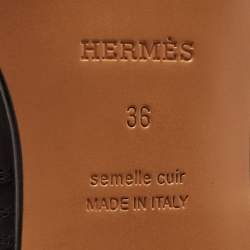 HERMÈS
36
semelle cuir
MADE IN ITALY